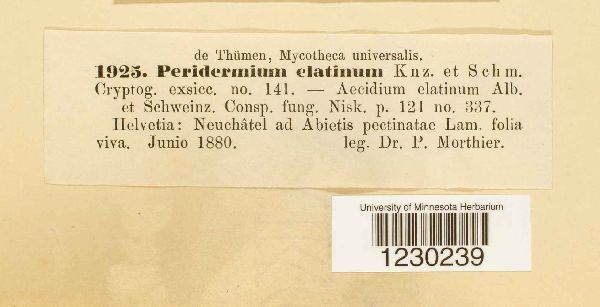 de Thümen, Mycotheca universalis.
1925. Peridermium elatinum Knz. et Schm.
Cryptog. exsicc. no. 141. — Aecidium elatinum Alb.
et Schweinz. Consp. fung. Nisk. p. 121 no. 337.
Helvetia: Neuchâtel ad Abietis pectinatae Lam. folia
viva. Junio 1880. leg. Dr. P. Morthier.
University of Minnesota Herbarium
1230239